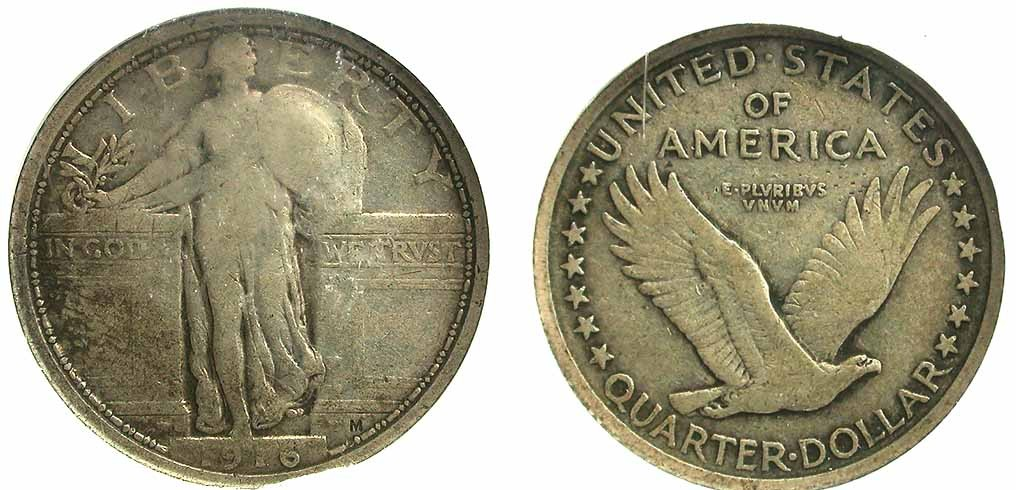 LIBERTY
IN GOD WE TRVST
M
1916
UNITED·STATES
OF
AMERICA
E·PLVRIBVS
VNVM
QUARTER·DOLLAR